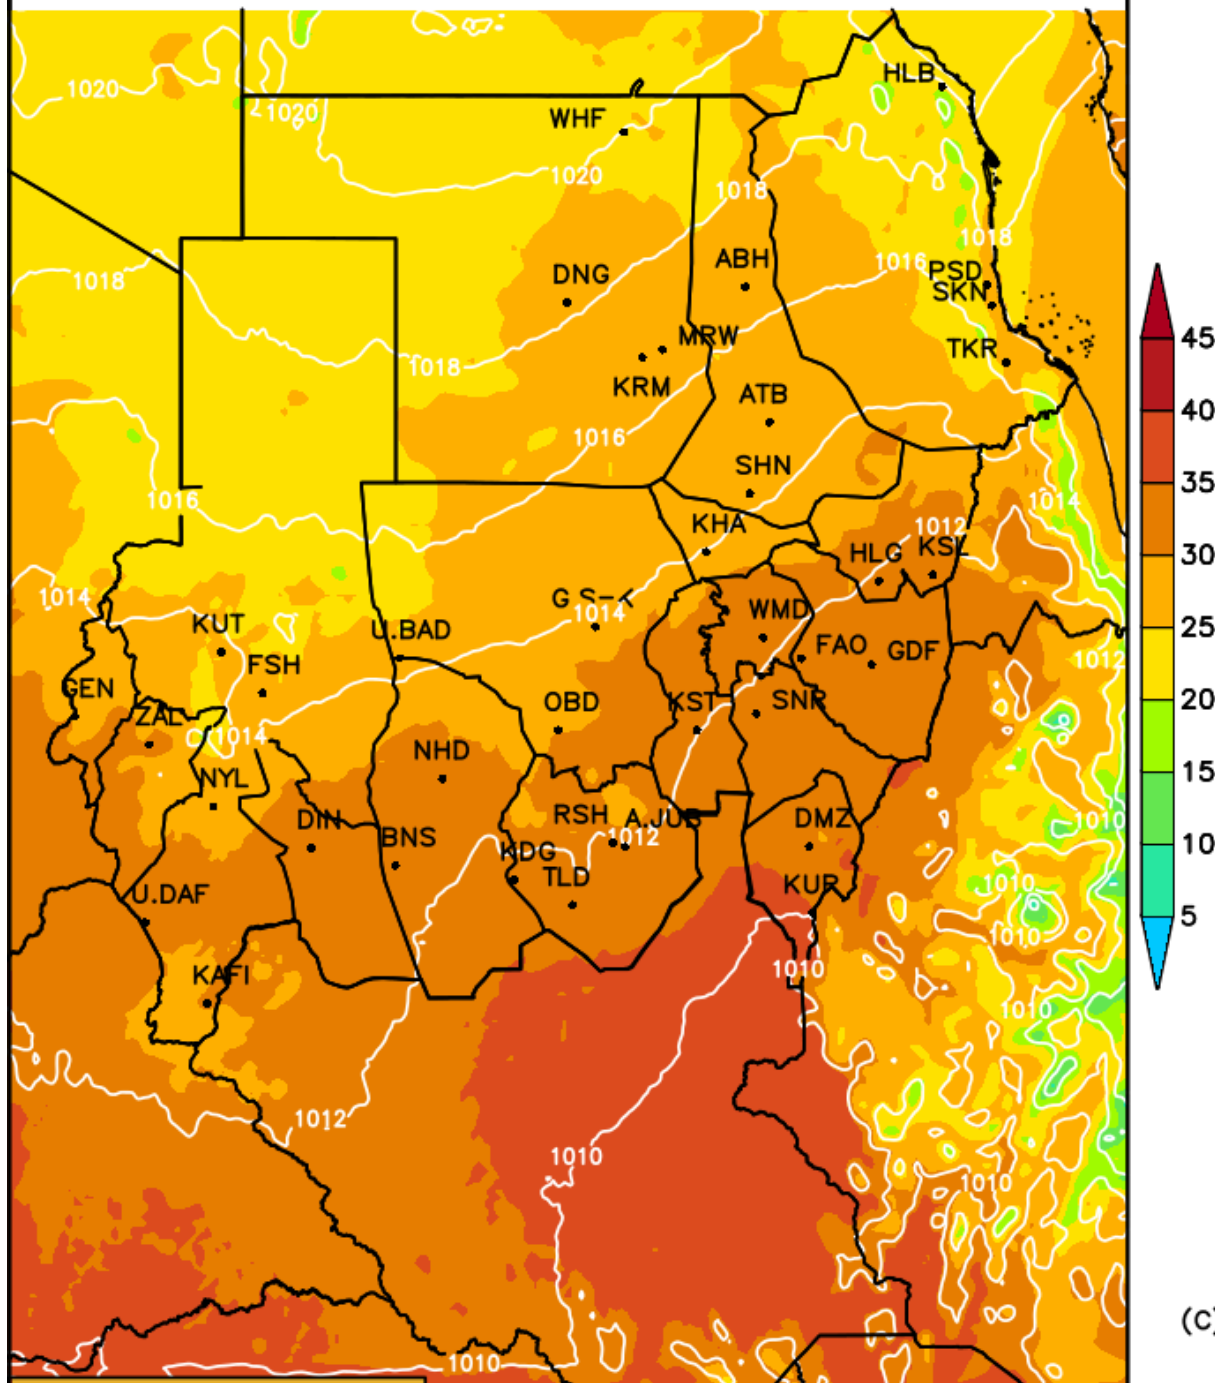 HLB
1020
1020
WHF
1020
1018
1018
1016
ABH
DNG
PSD
SKN
1018
MRW
TKR
1018
KRM
ATB
1016
SHN
1016
1014
KHA
1012
HLG KSL
1014
1014
WMD
KUT
U.BAD
FAO GDF
1012
FSH
GEN
OBD
KST SNR
ZAL
1014
NHD
NYL
RSH A.JUB
DMZ
1010
DIN
BNS
1012
KDG
TLD
KUR
1010
U.DAF
1010
KAFI
1010
1010
1012
1010
1010
1010
45
40
35
30
25
20
15
10
5
(C)